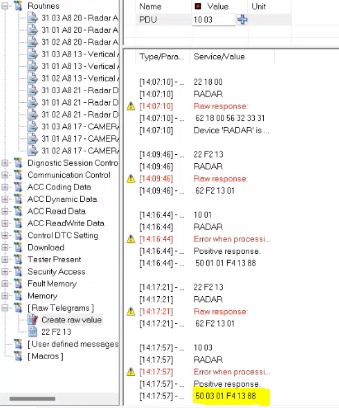 Routines
31 03 A8 20 - Radar A
31 01 A8 20 - Radar A
31 02 A8 20 - Radar A
31 03 A8 13 - Vertical A
31 01 A8 13 - Vertical A
31 02 A8 13 - Vertical A
31 03 A8 21 - Radar D
31 01 A8 21 - Radar D
31 02 A8 21 - Radar D
31 03 A8 17 - CAMERA
31 01 A8 17 - CAMERA
31 02 A8 17 - CAMERA
Dignostic Session Contro
Communication Control
ACC Coding Data
ACC Dynamic Data
ACC Read Data
ACC ReadWrite Data
Control DTC Setting
Download
Tester Present
Security Access
Fault Memory
Memory
[ Raw Telegrams ]
Create raw value
22 F2 13
[ User defined messages
[ Macros ]
Name Value Unit
PDU 10 03
Type/Para... Service/Value
[14:07:10] -... 22 18 00
[14:07:10] RADAR
[14:07:10] Raw response:
[14:07:10] -... 62 18 00 56 32 33 31
[14:07:10] Device 'RADAR' is ...
[14:09:46] -... 22 F2 13
[14:09:46] RADAR
[14:09:46] Raw response:
[14:09:46] -... 62 F2 13 01
[14:16:44] -... 10 01
[14:16:44] RADAR
[14:16:44] Error when processi...
[14:16:44] -... Positive response.
[14:16:44] -... 50 01 01 F4 13 88
[14:17:21] -... 22 F2 13
[14:17:21] RADAR
[14:17:21] Raw response:
[14:17:21] -... 62 F2 13 01
[14:17:57] -... 10 03
[14:17:57] RADAR
[14:17:57] Error when processi...
[14:17:57] -... Positive response.
[14:17:57] -... 50 03 01 F4 13 88